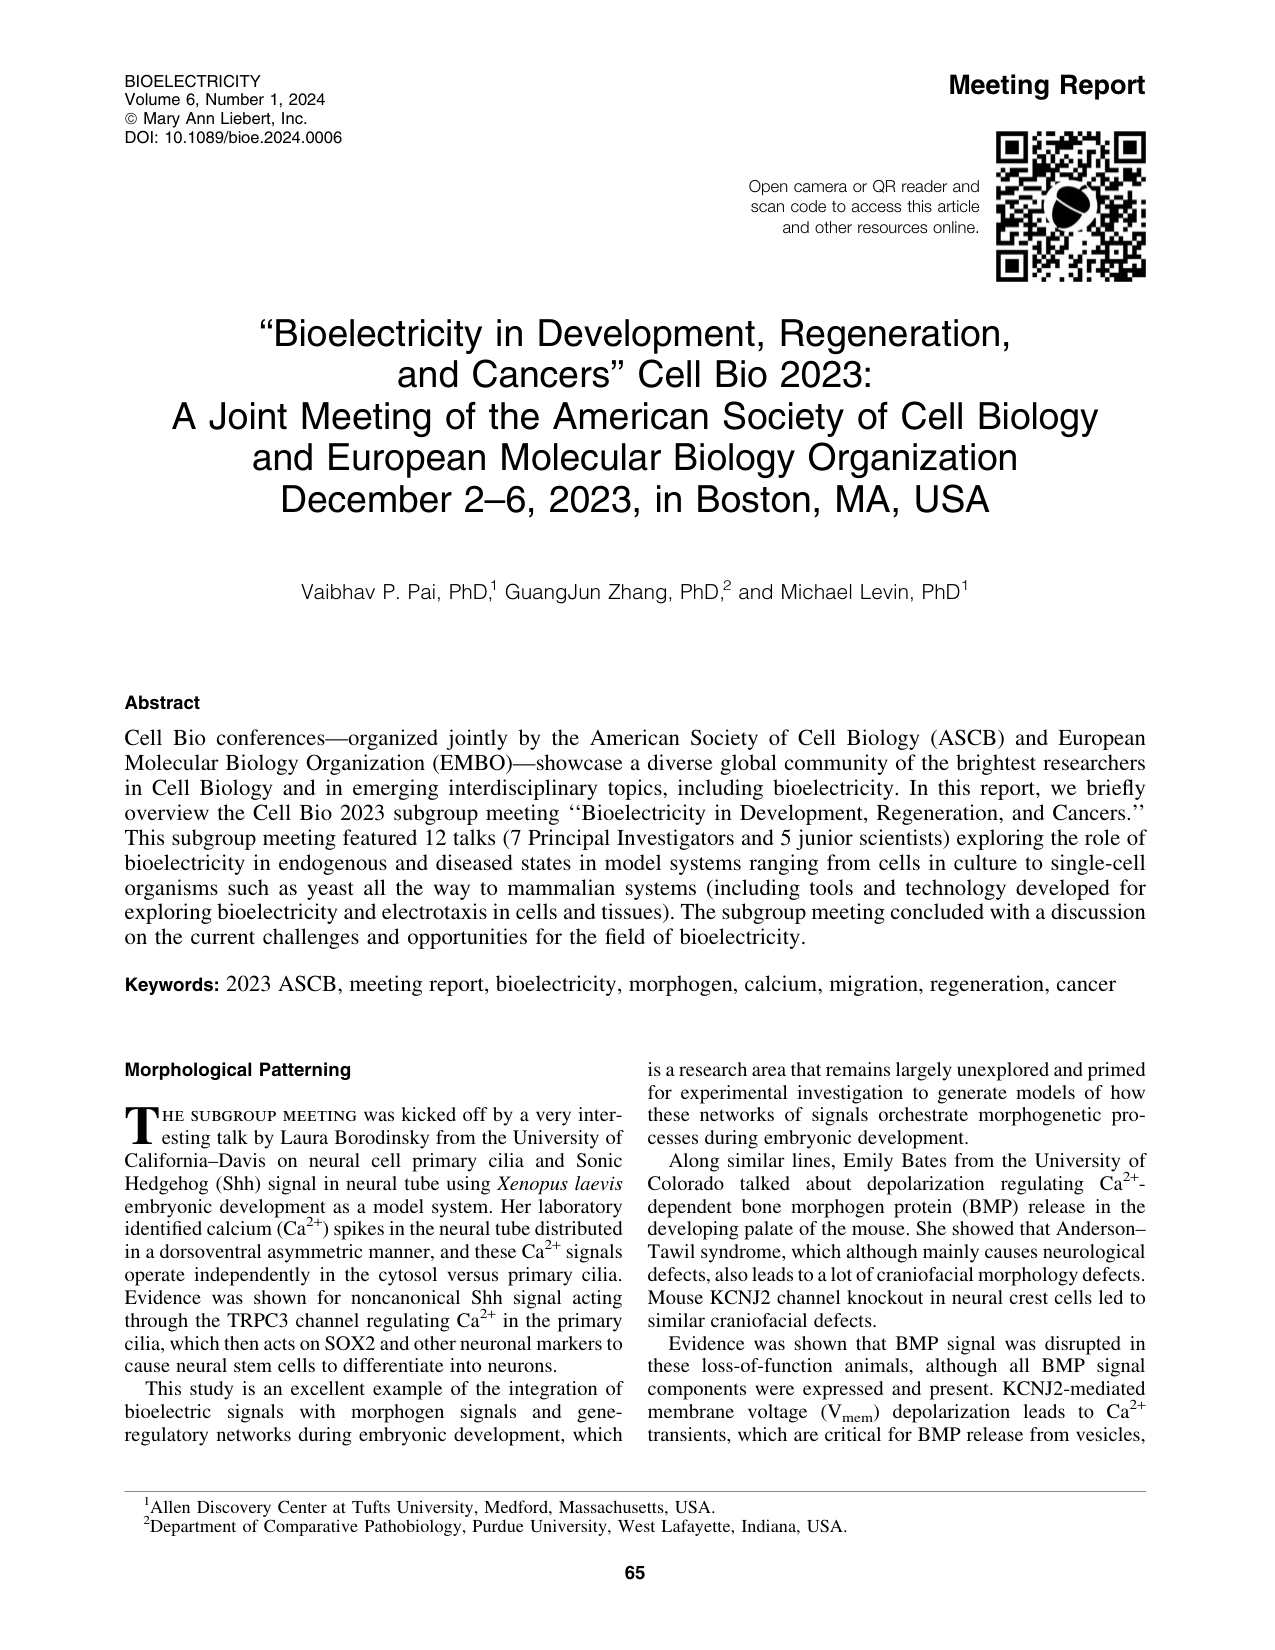 BIOELECTRICITY
Volume 6, Number 1, 2024
© Mary Ann Liebert, Inc.
DOI: 10.1089/bioe.2024.0006
Meeting Report
Open camera or QR reader and
scan code to access this article
and other resources online.
“Bioelectricity in Development, Regeneration,
and Cancers” Cell Bio 2023:
A Joint Meeting of the American Society of Cell Biology
and European Molecular Biology Organization
December 2–6, 2023, in Boston, MA, USA
Vaibhav P. Pai, PhD,1 GuangJun Zhang, PhD,2 and Michael Levin, PhD1
Abstract
Cell Bio conferences—organized jointly by the American Society of Cell Biology (ASCB) and European
Molecular Biology Organization (EMBO)—showcase a diverse global community of the brightest researchers
in Cell Biology and in emerging interdisciplinary topics, including bioelectricity. In this report, we briefly
overview the Cell Bio 2023 subgroup meeting ‘‘Bioelectricity in Development, Regeneration, and Cancers.’’
This subgroup meeting featured 12 talks (7 Principal Investigators and 5 junior scientists) exploring the role of
bioelectricity in endogenous and diseased states in model systems ranging from cells in culture to single-cell
organisms such as yeast all the way to mammalian systems (including tools and technology developed for
exploring bioelectricity and electrotaxis in cells and tissues). The subgroup meeting concluded with a discussion
on the current challenges and opportunities for the field of bioelectricity.
Keywords: 2023 ASCB, meeting report, bioelectricity, morphogen, calcium, migration, regeneration, cancer
Morphological Patterning
THE SUBGROUP MEETING was kicked off by a very inter-
esting talk by Laura Borodinsky from the University of
California–Davis on neural cell primary cilia and Sonic
Hedgehog (Shh) signal in neural tube using Xenopus laevis
embryonic development as a model system. Her laboratory
identified calcium (Ca2+) spikes in the neural tube distributed
in a dorsoventral asymmetric manner, and these Ca2+ signals
operate independently in the cytosol versus primary cilia.
Evidence was shown for noncanonical Shh signal acting
through the TRPC3 channel regulating Ca2+ in the primary
cilia, which then acts on SOX2 and other neuronal markers to
cause neural stem cells to differentiate into neurons.
This study is an excellent example of the integration of
bioelectric signals with morphogen signals and gene-
regulatory networks during embryonic development, which
is a research area that remains largely unexplored and primed
for experimental investigation to generate models of how
these networks of signals orchestrate morphogenetic pro-
cesses during embryonic development.
Along similar lines, Emily Bates from the University of
Colorado talked about depolarization regulating Ca2+-
dependent bone morphogen protein (BMP) release in the
developing palate of the mouse. She showed that Anderson–
Tawil syndrome, which although mainly causes neurological
defects, also leads to a lot of craniofacial morphology defects.
Mouse KCNJ2 channel knockout in neural crest cells led to
similar craniofacial defects.
Evidence was shown that BMP signal was disrupted in
these loss-of-function animals, although all BMP signal
components were expressed and present. KCNJ2-mediated
membrane voltage (Vmem) depolarization leads to Ca2+
transients, which are critical for BMP release from vesicles,
1Allen Discovery Center at Tufts University, Medford, Massachusetts, USA.
2Department of Comparative Pathobiology, Purdue University, West Lafayette, Indiana, USA.
65